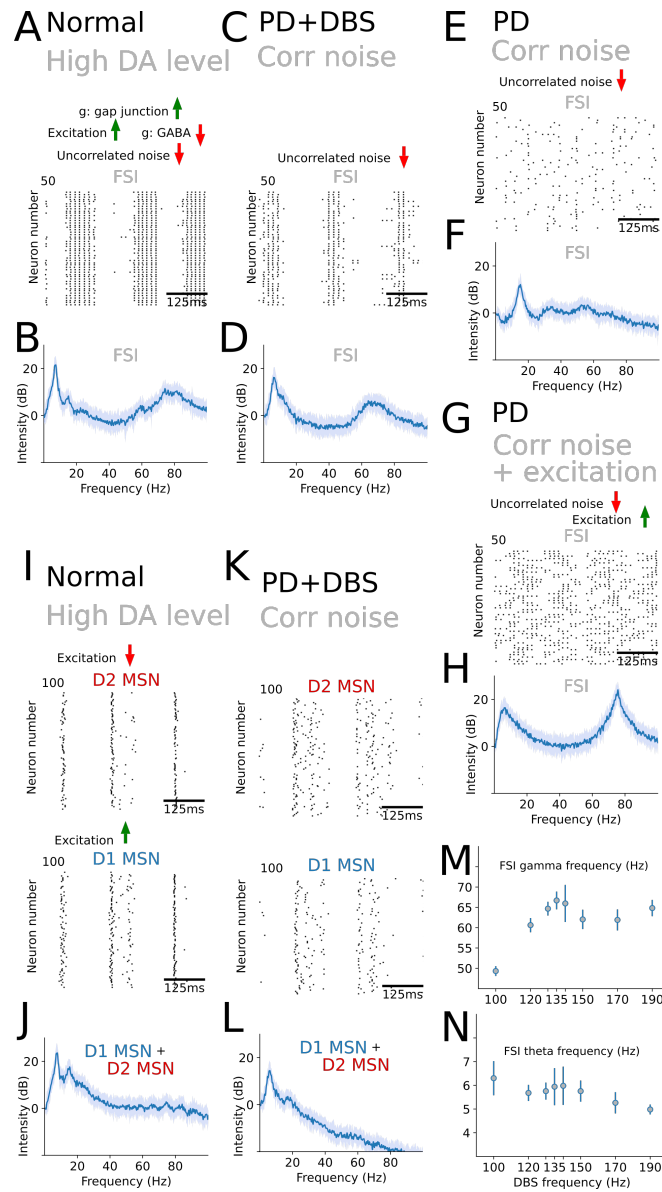 A Normal
High DA level
g: gap junction
Excitation g: GABA
Uncorrelated noise
FSI
50
Neuron number
125ms
B
FSI
Intensity (dB)
20
0
20 40 60 80
Frequency (Hz)
C PD+DBS
Corr noise
Uncorrelated noise
FSI
50
Neuron number
125ms
D
FSI
Intensity (dB)
20
0
20 40 60 80
Frequency (Hz)
E PD
Corr noise
Uncorrelated noise
FSI
50
Neuron number
125ms
F
FSI
Intensity (dB)
20
0
20 40 60 80
Frequency (Hz)
G PD
Corr noise
+ excitation
Uncorrelated noise
Excitation
FSI
50
Neuron number
125ms
H
FSI
Intensity (dB)
20
0
20 40 60 80
Frequency (Hz)
I Normal
High DA level
Excitation
D2 MSN
100
Neuron number
125ms
Excitation
D1 MSN
100
Neuron number
125ms
J
D1 MSN +
D2 MSN
Intensity (dB)
20
0
20 40 60 80
Frequency (Hz)
K PD+DBS
Corr noise
D2 MSN
100
Neuron number
125ms
D1 MSN
100
Neuron number
125ms
L
D1 MSN +
D2 MSN
Intensity (dB)
20
0
20 40 60 80
Frequency (Hz)
M
FSI gamma frequency (Hz)
70
65
60
55
50
100 120 135 150 170 190
N
FSI theta frequency (Hz)
7
6
5
4
100 120 135 150 170 190
DBS frequency (Hz)